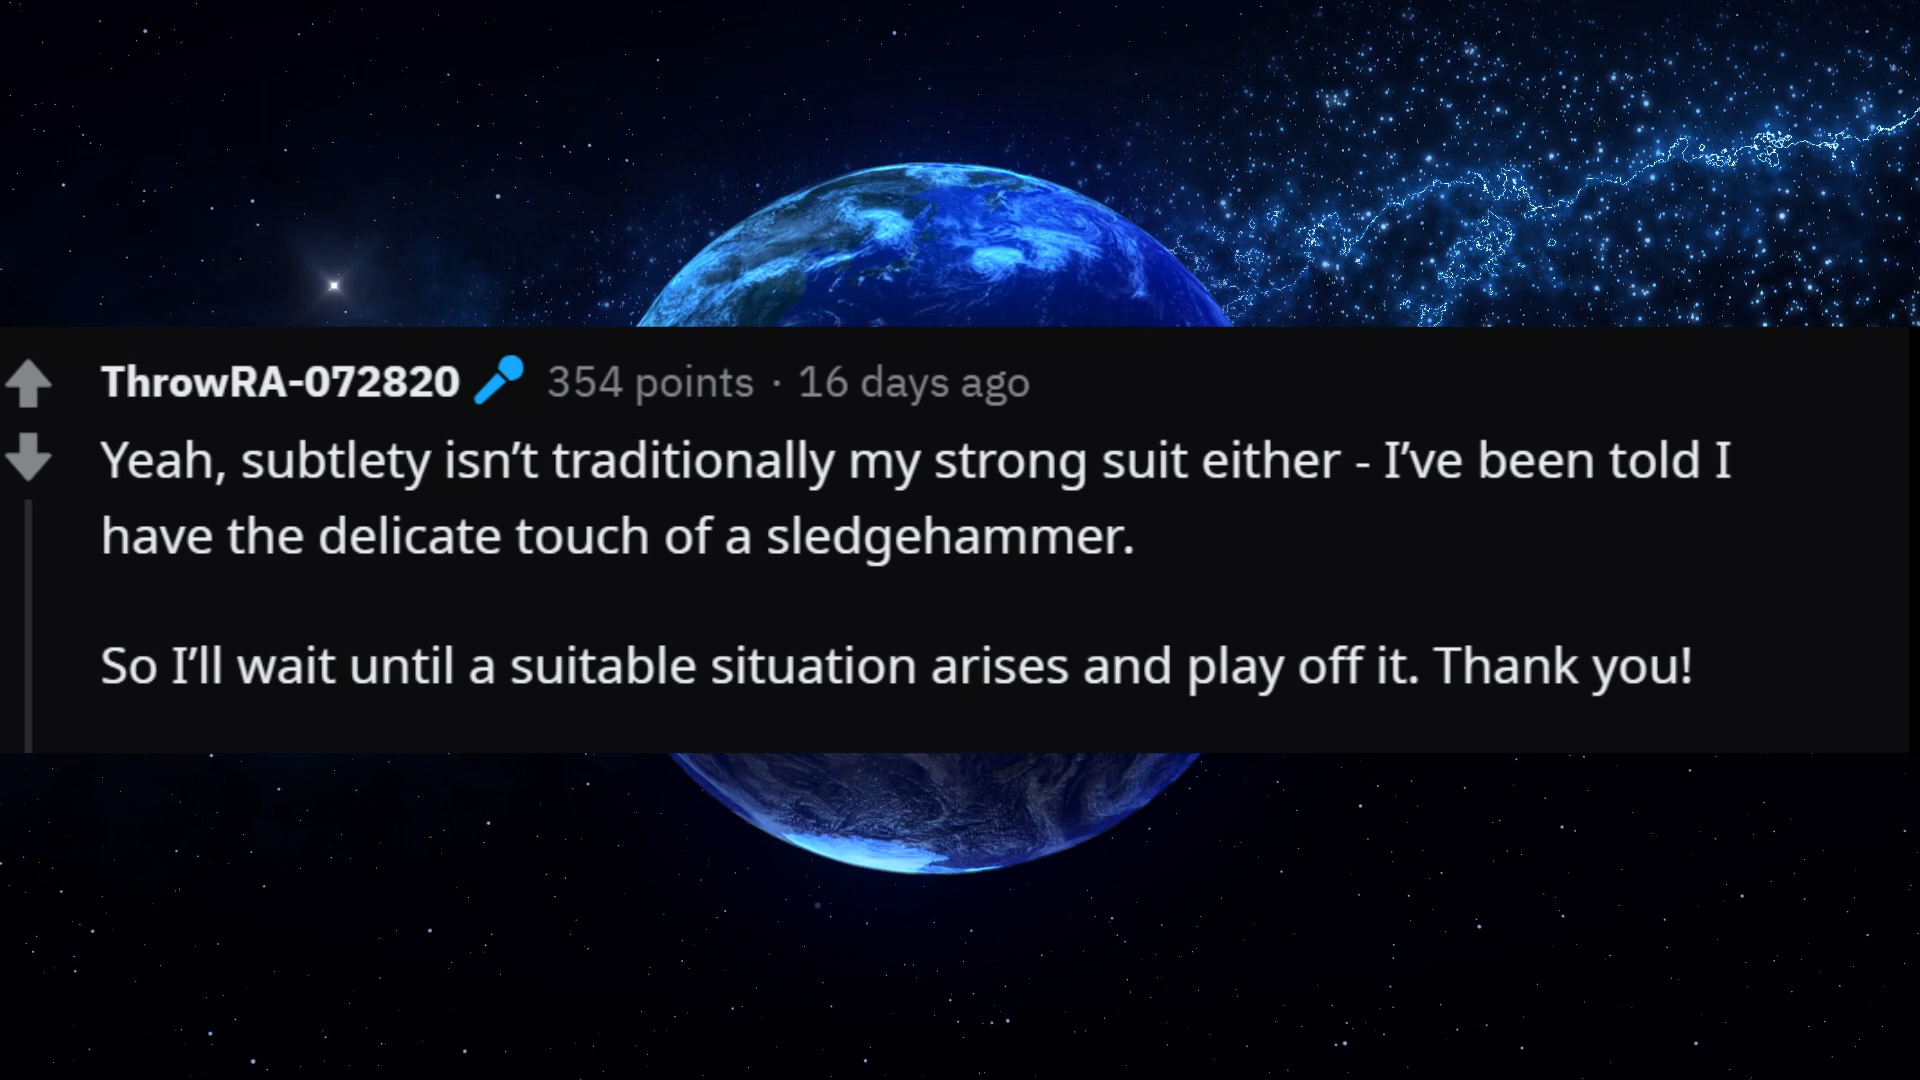 ThrowRA-072820 354 points · 16 days ago
Yeah, subtlety isn’t traditionally my strong suit either - I’ve been told I
have the delicate touch of a sledgehammer.
So I’ll wait until a suitable situation arises and play off it. Thank you!